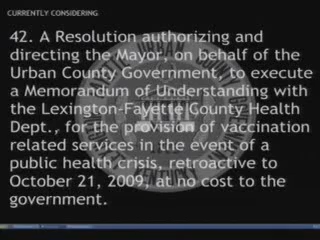 CURRENTLY CONSIDERING
42. A Resolution authorizing and
directing the Mayor, on behalf of the
Urban County Government, to execute
a Memorandum of Understanding with
the Lexington-Fayette County Health
Dept., for the provision of vaccination
related services in the event of a
public health crisis, retroactive to
October 21, 2009, at no cost to the
government.